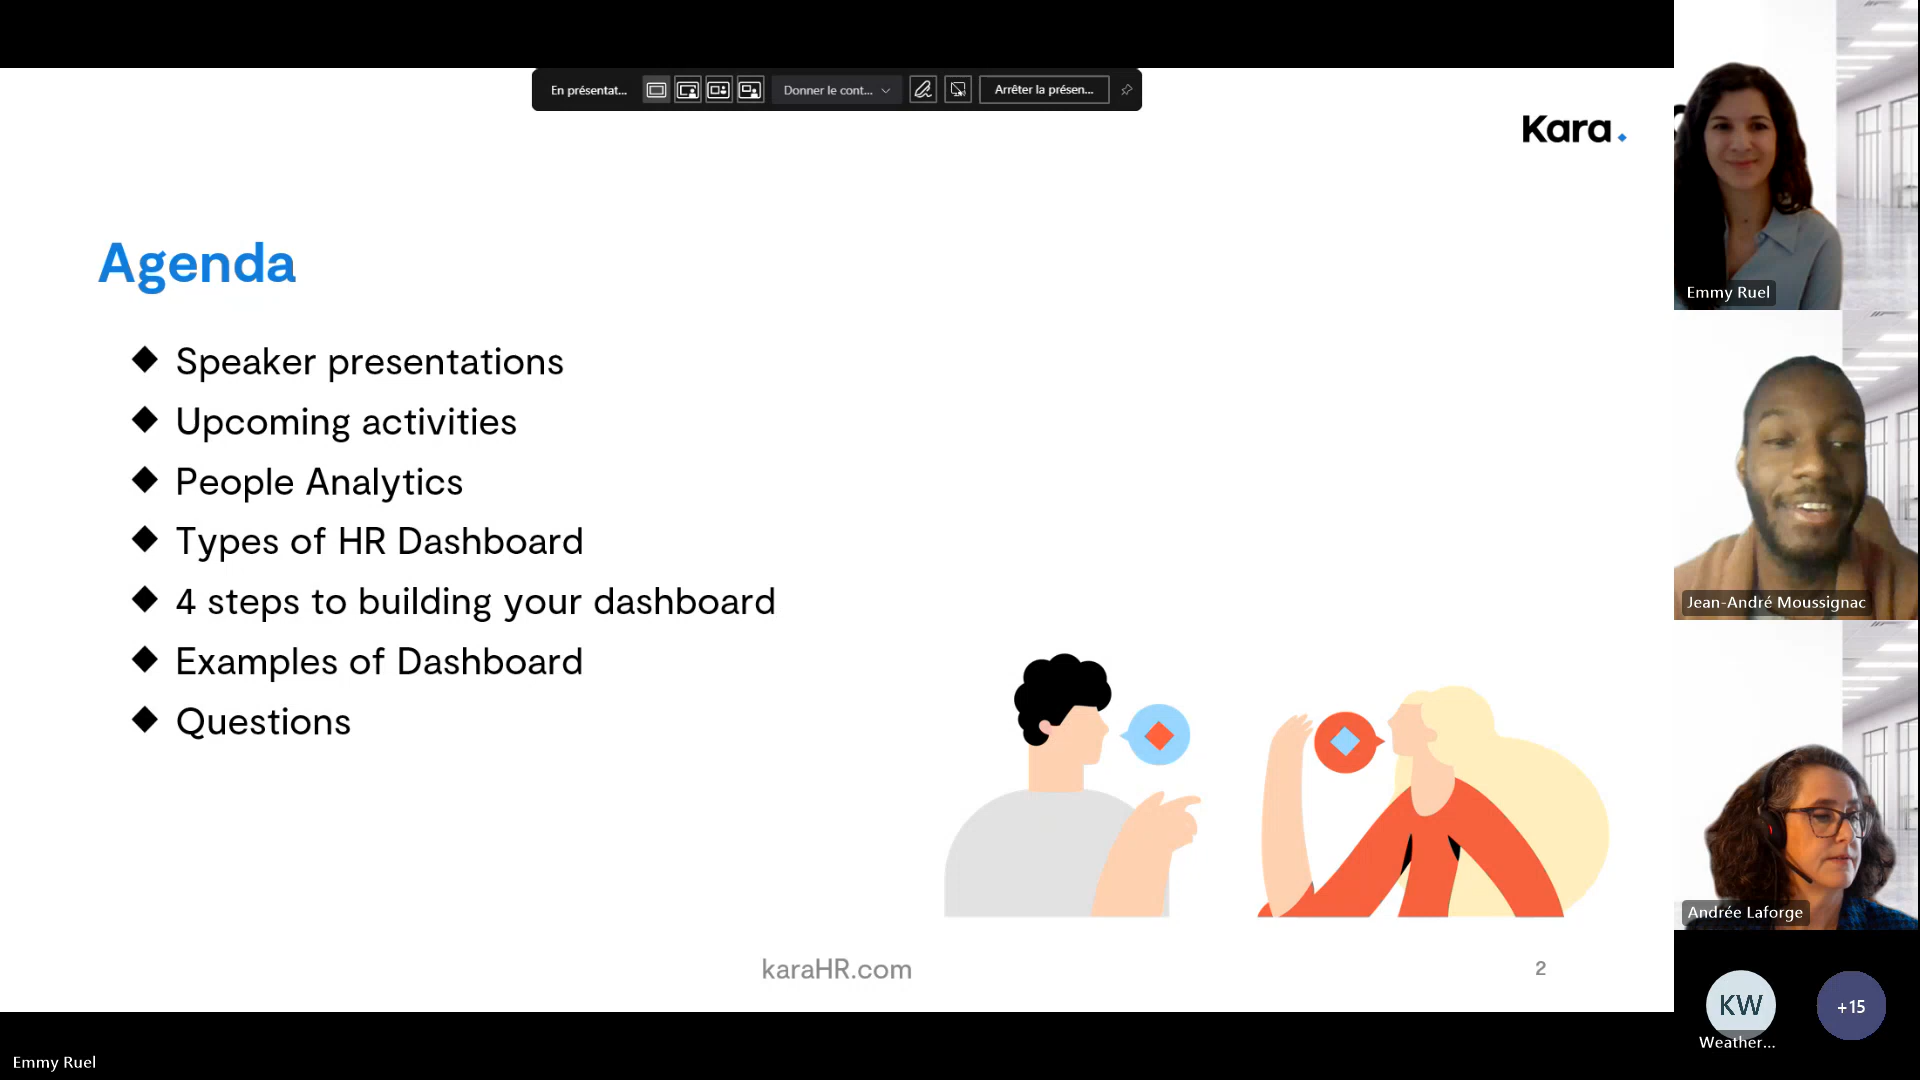 En présentat...
Donner le cont...
Arrêter la présen...
Kara
Agenda
Speaker presentations
Upcoming activities
People Analytics
Types of HR Dashboard
4 steps to building your dashboard
Examples of Dashboard
Questions
karaHR.com
2
Emmy Ruel
Jean-André Moussignac
Andrée Laforge
KW
Weather...
+15
Emmy Ruel